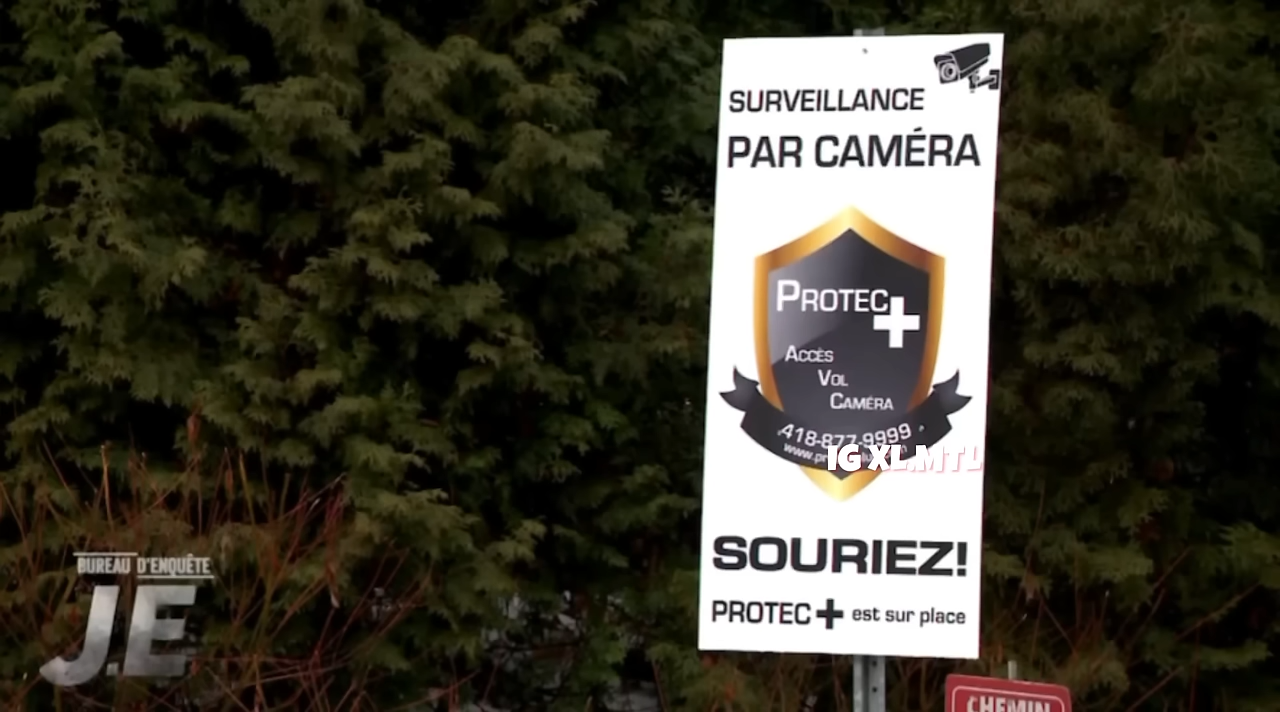 SURVEILLANCE
PAR CAMÉRA
PROTEC+
ACCÈS
VOL
CAMÉRA
418-877-9999
IG XL.MTL
SOURIEZ!
PROTEC+ est sur place
BUREAU D'ENQUÊTE
J.E
CHEMIN